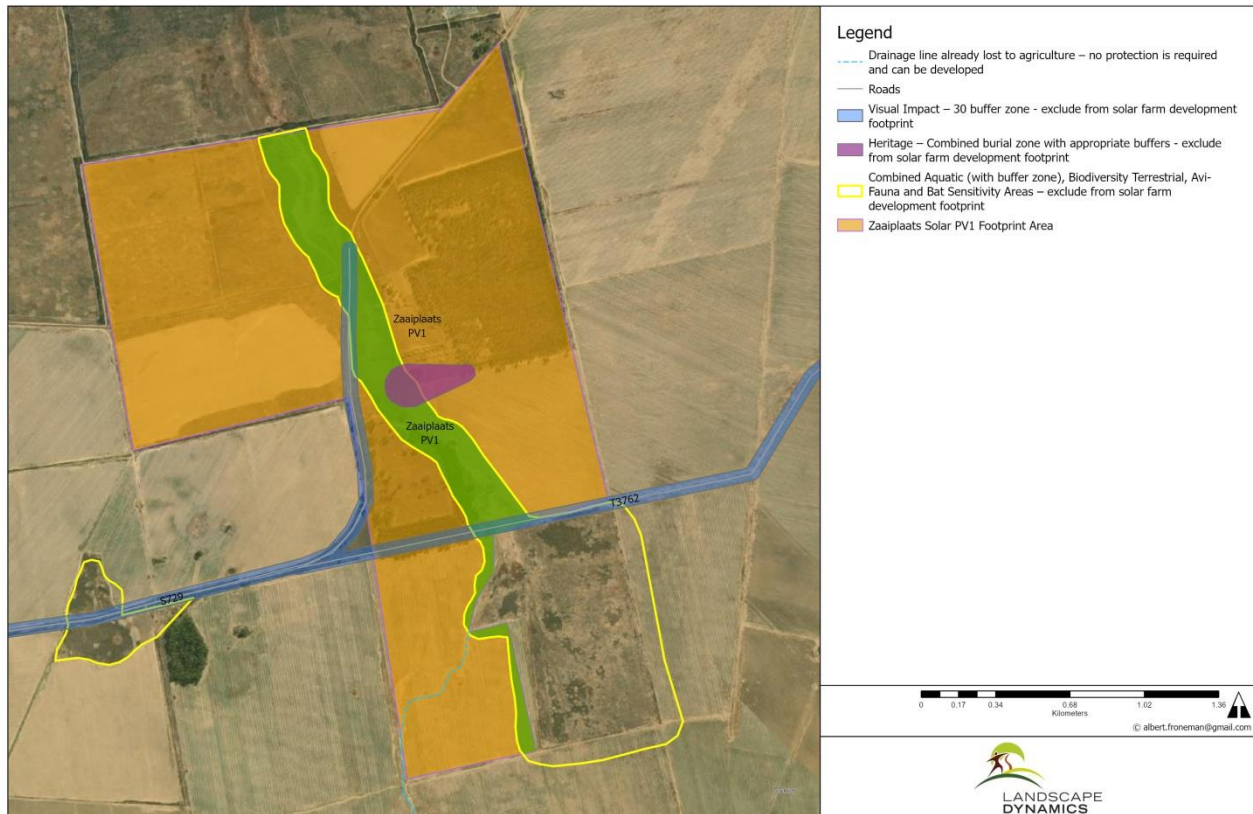 Legend
Drainage line already lost to agriculture – no protection is required
and can be developed
Roads
Visual Impact – 30 buffer zone - exclude from solar farm development
footprint
Heritage – Combined burial zone with appropriate buffers - exclude
from solar farm development footprint
Combined Aquatic (with buffer zone), Biodiversity Terrestrial, Avi-
Fauna and Bat Sensitivity Areas – exclude from solar farm
development footprint
Zaaiplaats Solar PV1 Footprint Area
Zaaiplaats
PV1
Zaaiplaats
PV1
T3762
S729
0 0.17 0.34 0.68 1.02 1.36
Kilometers
© albert.froneman@gmail.com
LANDSCAPE
DYNAMICS